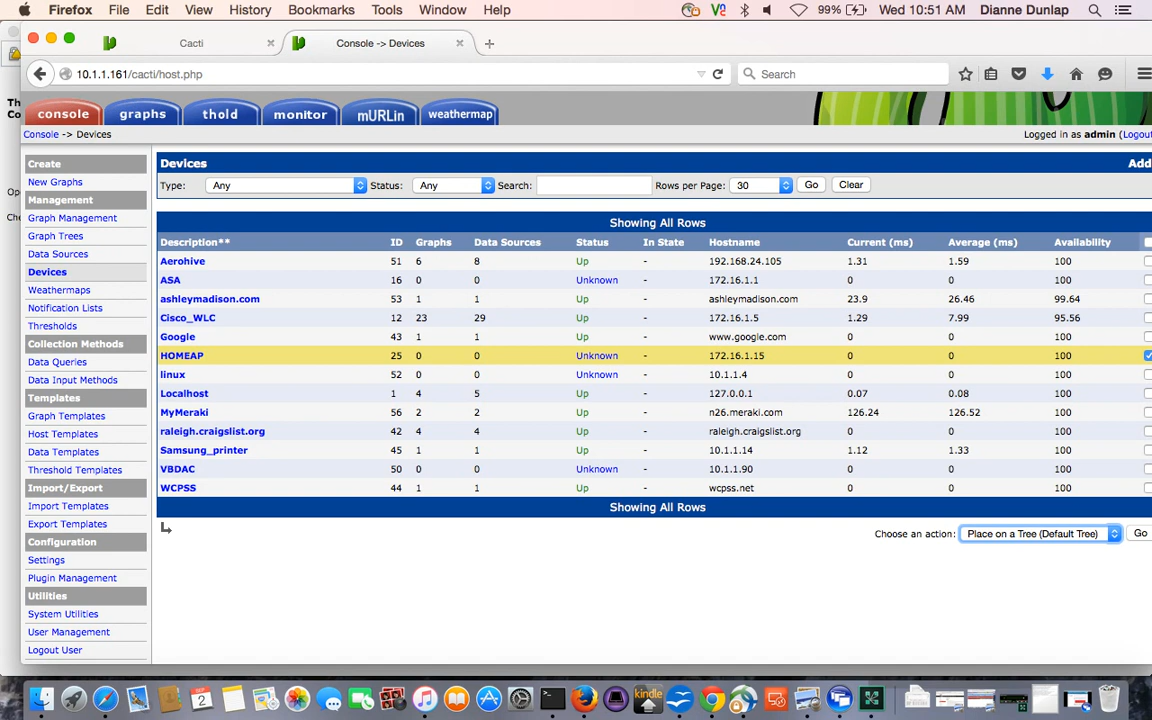 Firefox File Edit View History Bookmarks Tools Window Help 99% Wed 10:51 AM Dianne Dunlap
Cacti Console -> Devices
10.1.1.161/cacti/host.php Search
console graphs thold monitor mURLin weathermap
Console -> Devices Logged in as admin (Logout
Create
New Graphs
Management
Graph Management
Graph Trees
Data Sources
Devices
Weathermaps
Notification Lists
Thresholds
Collection Methods
Data Queries
Data Input Methods
Templates
Graph Templates
Host Templates
Data Templates
Threshold Templates
Import/Export
Import Templates
Export Templates
Configuration
Settings
Plugin Management
Utilities
System Utilities
User Management
Logout User
Devices Add
Type: Any Status: Any Search: Rows per Page: 30 Go Clear
Showing All Rows
Description** ID Graphs Data Sources Status In State Hostname Current (ms) Average (ms) Availability
Aerohive 51 6 8 Up - 192.168.24.105 1.31 1.59 100
ASA 16 0 0 Unknown - 172.16.1.1 0 0 100
ashleymadison.com 53 1 1 Up - ashleymadison.com 23.9 26.46 99.64
Cisco_WLC 12 23 29 Up - 172.16.1.5 1.29 7.99 95.56
Google 43 1 1 Up - www.google.com 0 0 100
HOMEAP 25 0 0 Unknown - 172.16.1.15 0 0 100
linux 52 0 0 Unknown - 10.1.1.4 0 0 100
Localhost 1 4 5 Up - 127.0.0.1 0.07 0.08 100
MyMeraki 56 2 2 Up - n26.meraki.com 126.24 126.52 100
raleigh.craigslist.org 42 4 4 Up - raleigh.craigslist.org 0 0 100
Samsung_printer 45 1 1 Up - 10.1.1.14 1.12 1.33 100
VBDAC 50 0 0 Unknown - 10.1.1.90 0 0 100
WCPSS 44 1 1 Up - wcpss.net 0 0 100
Showing All Rows
Choose an action: Place on a Tree (Default Tree) Go
Th
Co
Op
Che
SEP
2
kindle